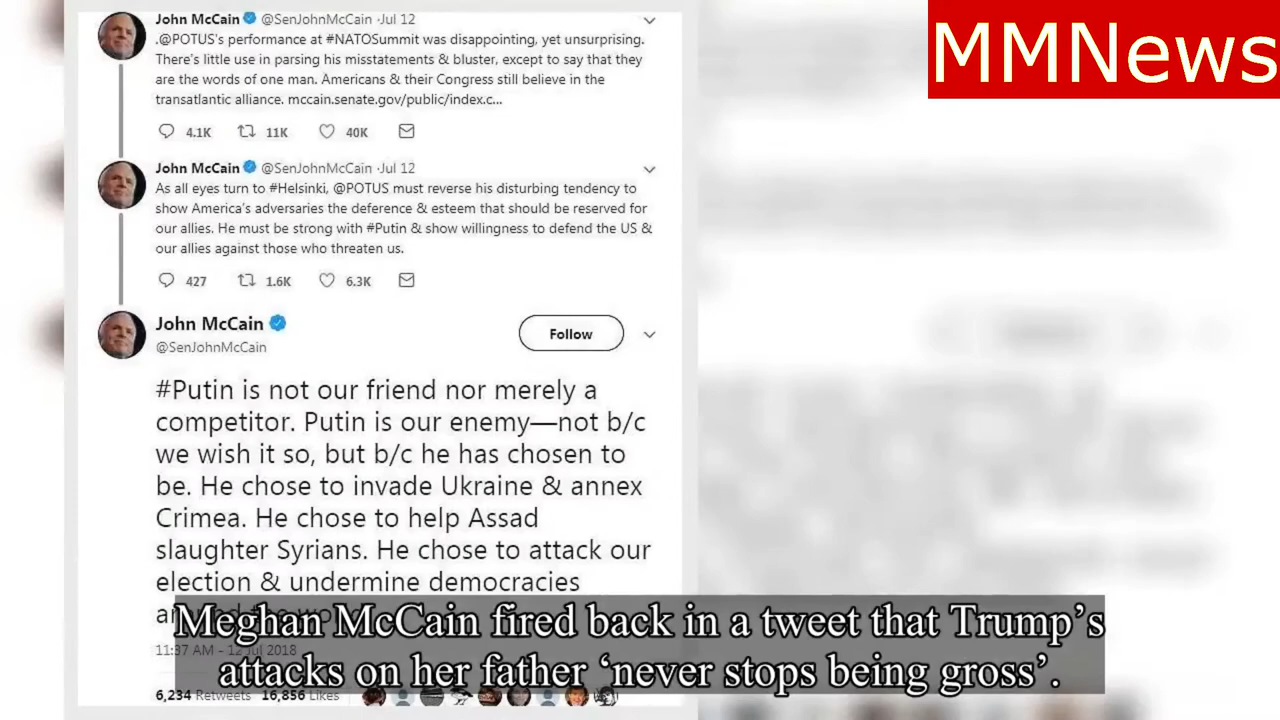 John McCain @SenJohnMcCain ·Jul 12
.@POTUS's performance at #NATOSummit was disappointing, yet unsurprising.
There's little use in parsing his misstatements & bluster, except to say that they
are the words of one man. Americans & their Congress still believe in the
transatlantic alliance. mccain.senate.gov/public/index.c...
4.1K 11K 40K
John McCain @SenJohnMcCain ·Jul 12
As all eyes turn to #Helsinki, @POTUS must reverse his disturbing tendency to
show America's adversaries the deference & esteem that should be reserved for
our allies. He must be strong with #Putin & show willingness to defend the US &
our allies against those who threaten us.
427 1.6K 6.3K
John McCain
@SenJohnMcCain
Follow
#Putin is not our friend nor merely a
competitor. Putin is our enemy—not b/c
we wish it so, but b/c he has chosen to
be. He chose to invade Ukraine & annex
Crimea. He chose to help Assad
slaughter Syrians. He chose to attack our
election & undermine democracies
11:37 AM - 12 Jul 2018
6,234 Retweets 16,856 Likes
MMNews
Meghan McCain fired back in a tweet that Trump’s
attacks on her father ‘never stops being gross’.